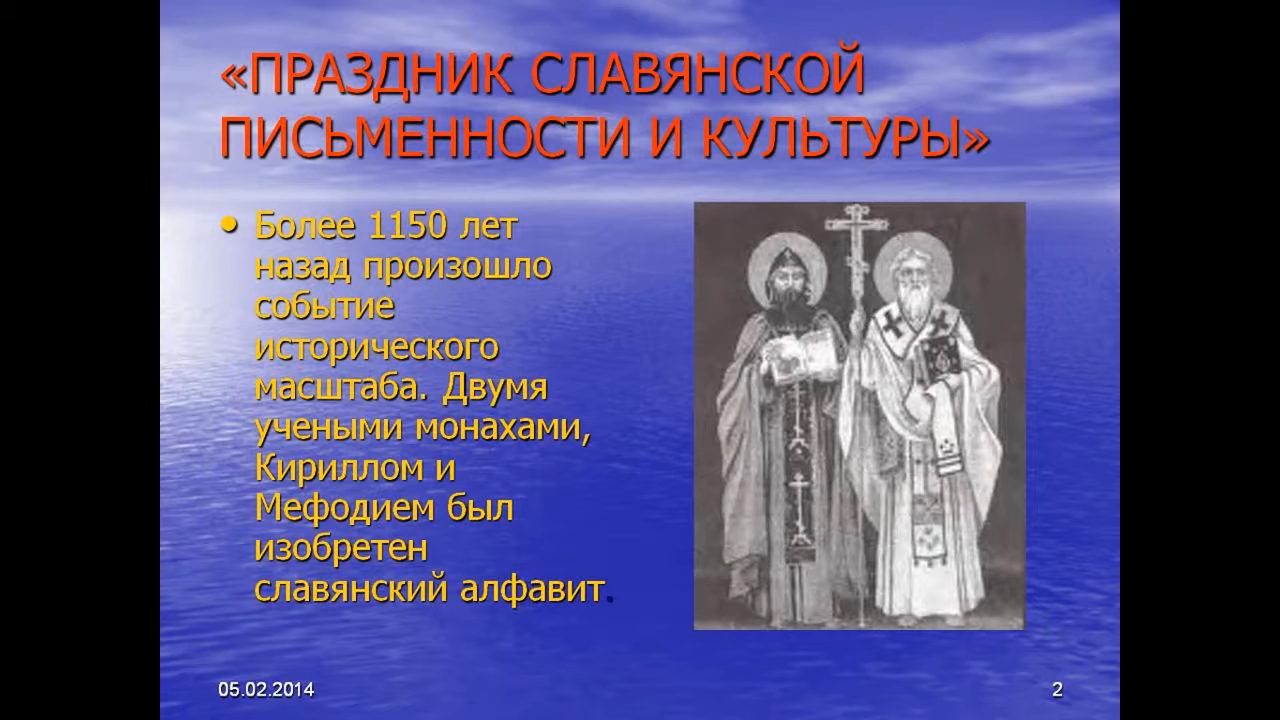 «ПРАЗДНИК СЛАВЯНСКОЙ
ПИСЬМЕННОСТИ И КУЛЬТУРЫ»
• Более 1150 лет
назад произошло
событие
исторического
масштаба. Двумя
учеными монахами,
Кириллом и
Мефодием был
изобретен
славянский алфавит.
05.02.2014
2